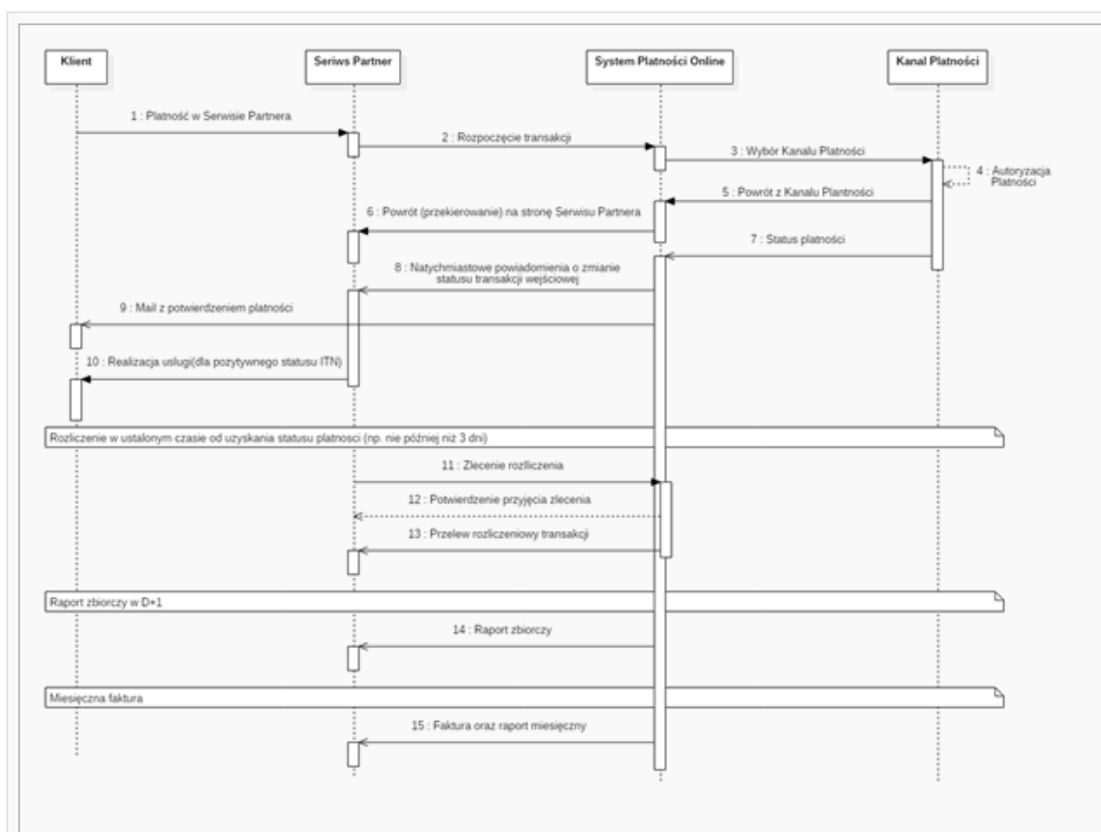 Klient
Seriws Partner
System Płatności Online
Kanał Płatności
1 : Płatność w Serwisie Partnera
2 : Rozpoczęcie transakcji
3 : Wybór Kanału Płatności
4 : Autoryzacja
Płatności
5 : Powrót z Kanału Plantności
6 : Powrót (przekierowanie) na stronę Serwisu Partnera
7 : Status płatności
8 : Natychmiastowe powiadomienia o zmianie
statusu transakcji wejściowej
9 : Mail z potwierdzeniem płatności
10 : Realizacja usługi(dla pozytywnego statusu ITN)
Rozliczenie w ustalonym czasie od uzyskania statusu płatnosci (np. nie później niż 3 dni)
11 : Zlecenie rozlliczenia
12 : Potwierdzenie przyjęcia zlecenia
13 : Przelew rozliczeniowy transakcji
Raport zbiorczy w D+1
14 : Raport zbiorczy
Miesięczna faktura
15 : Faktura oraz raport miesięczny